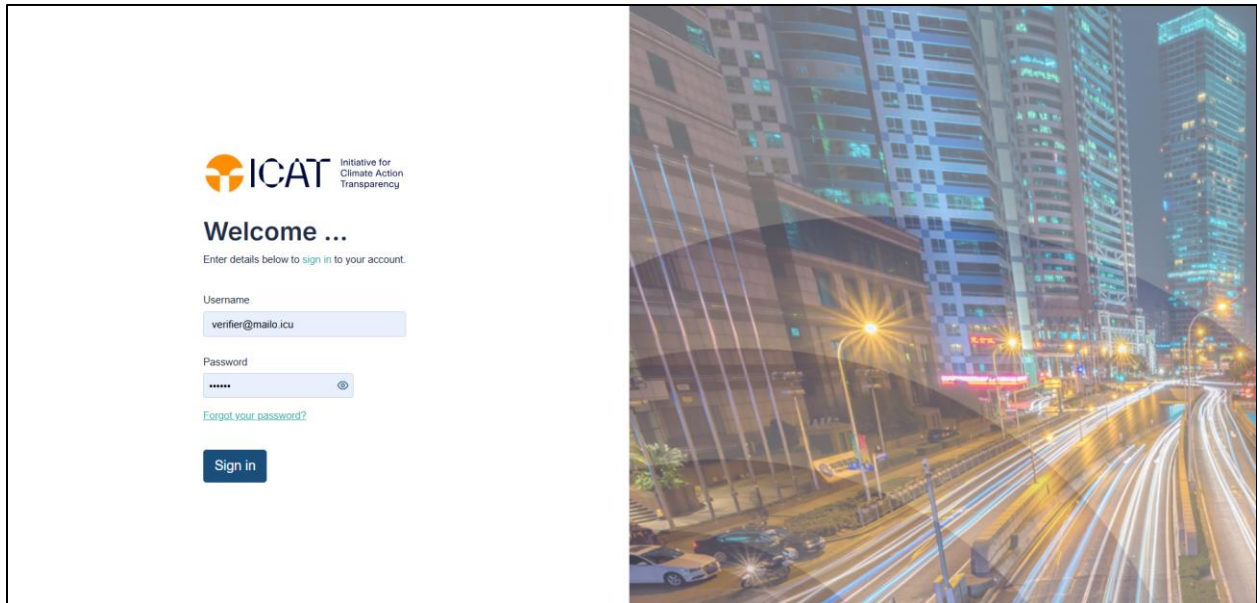 ICAT
Initiative for
Climate Action
Transparency
Welcome ...
Enter details below to sign in to your account.
Username
verifier@mailo.icu
Password
••••••
Forgot your password?
Sign in